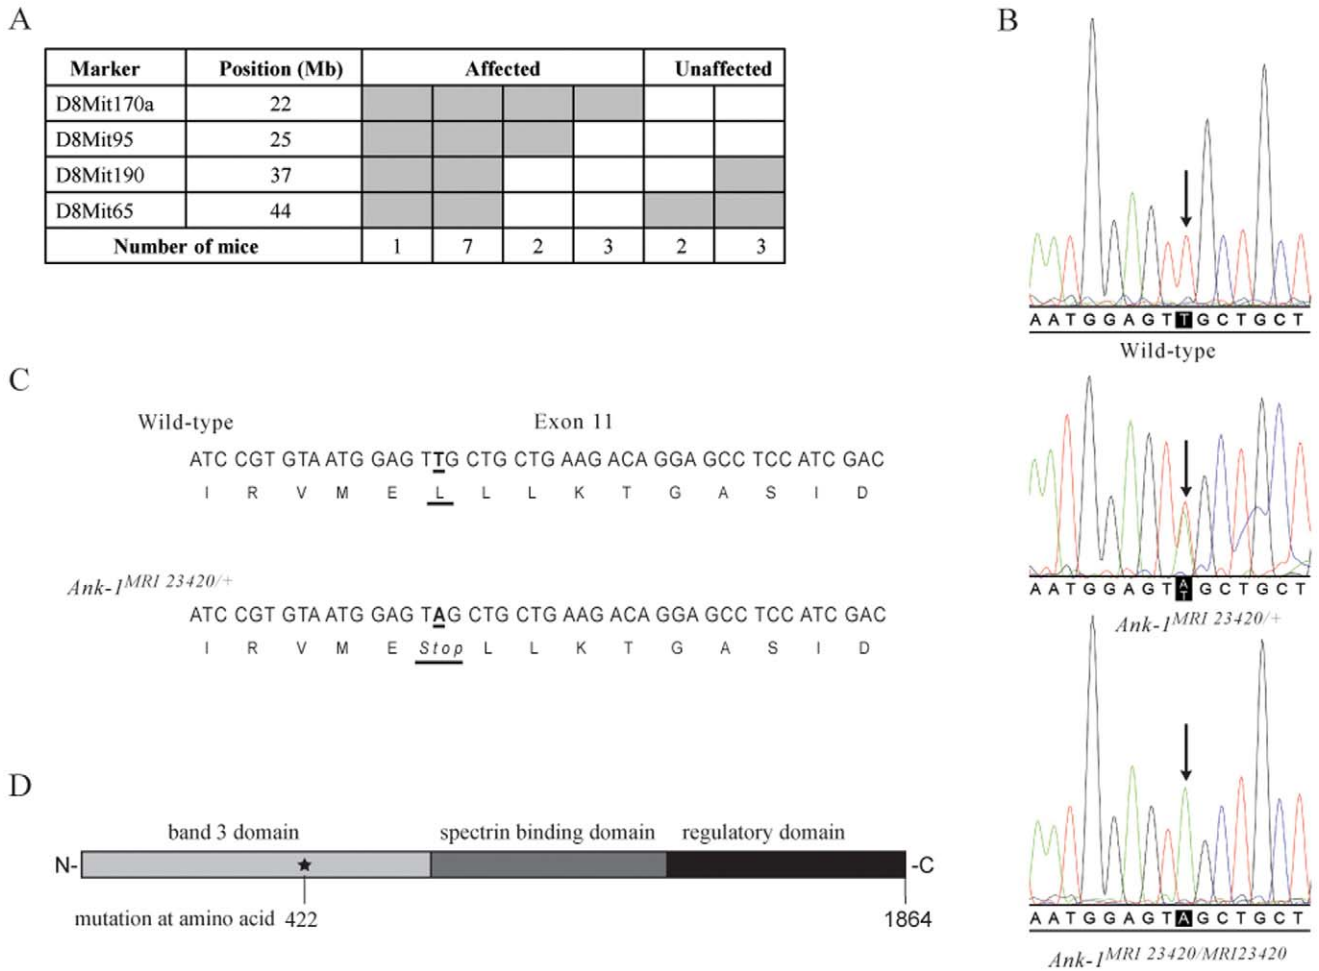 A
Marker Position (Mb) Affected Unaffected
D8Mit170a 22
D8Mit95 25
D8Mit190 37
D8Mit65 44
Number of mice 1 7 2 3 2 3
B
A A T G G A G T T G C T G C T
Wild-type
A A T G G A G T A G C T G C T
T
Ank-1MRI 23420/+
A A T G G A G T A G C T G C T
Ank-1MRI 23420/MRI23420
C
Wild-type Exon 11
ATC CGT GTA ATG GAG TTG CTG CTG AAG ACA GGA GCC TCC ATC GAC
I R V M E L L L K T G A S I D
Ank-1MRI 23420/+
ATC CGT GTA ATG GAG TAG CTG CTG AAG ACA GGA GCC TCC ATC GAC
I R V M E Stop L L K T G A S I D
D
band 3 domain spectrin binding domain regulatory domain
N- -C
mutation at amino acid 422 1864